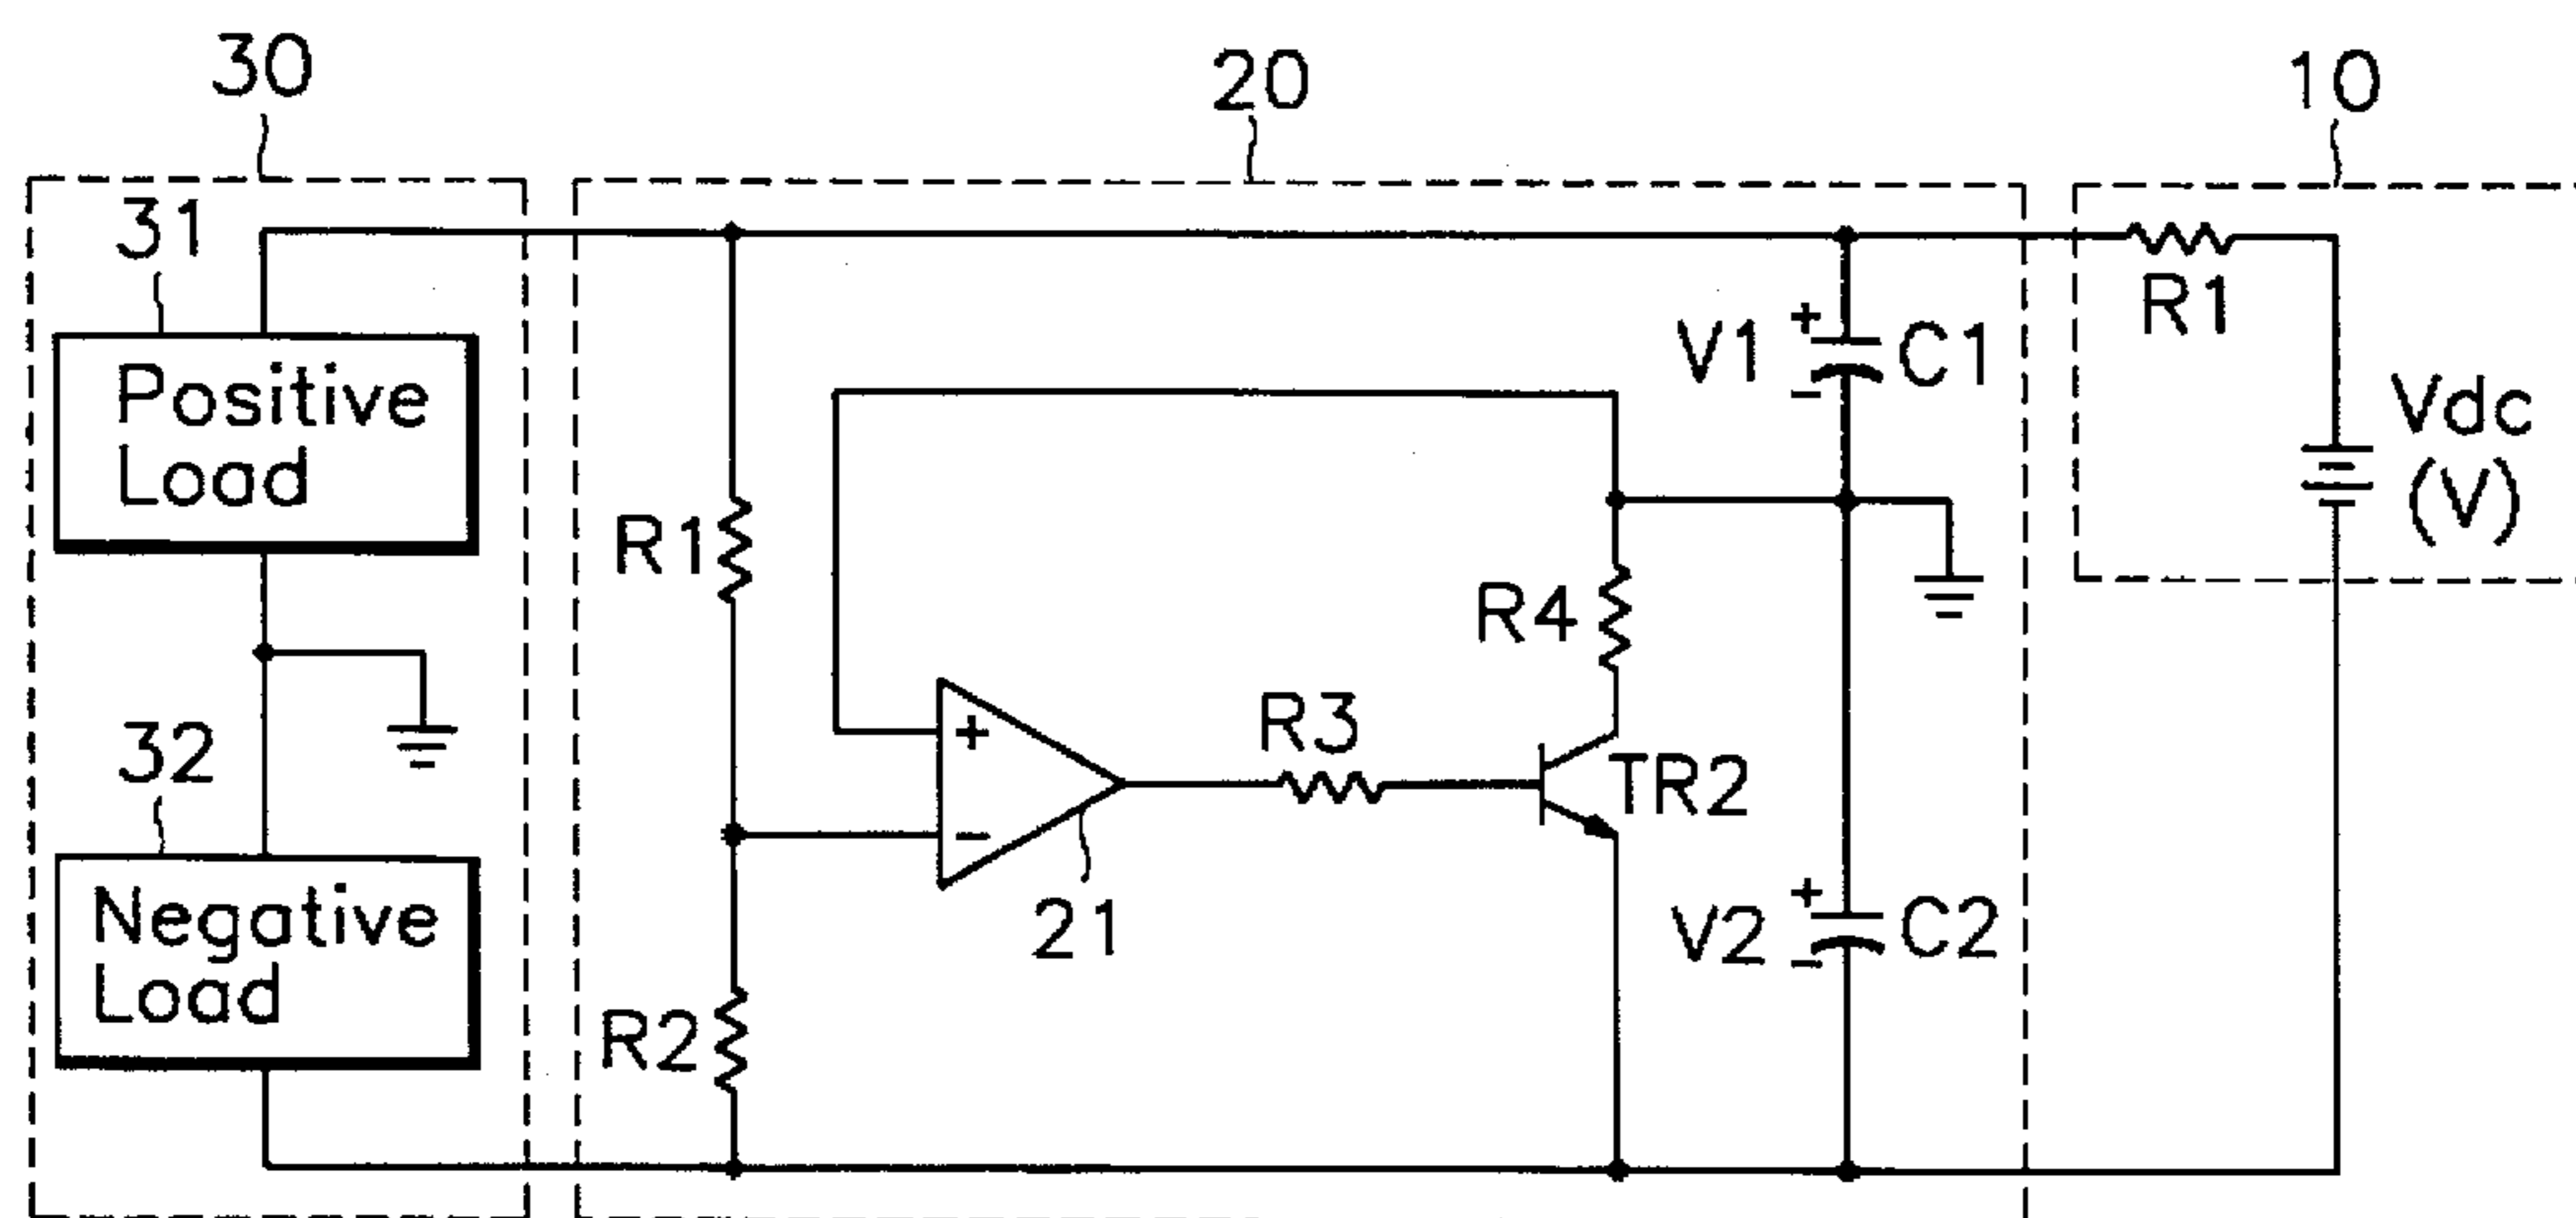 30
20
10
31
Positive
Load
32
Negative
Load
R1
R2
+
−
21
R3
R4
TR2
V1
+
−
C1
V2
+
−
C2
R1
Vdc
(V)